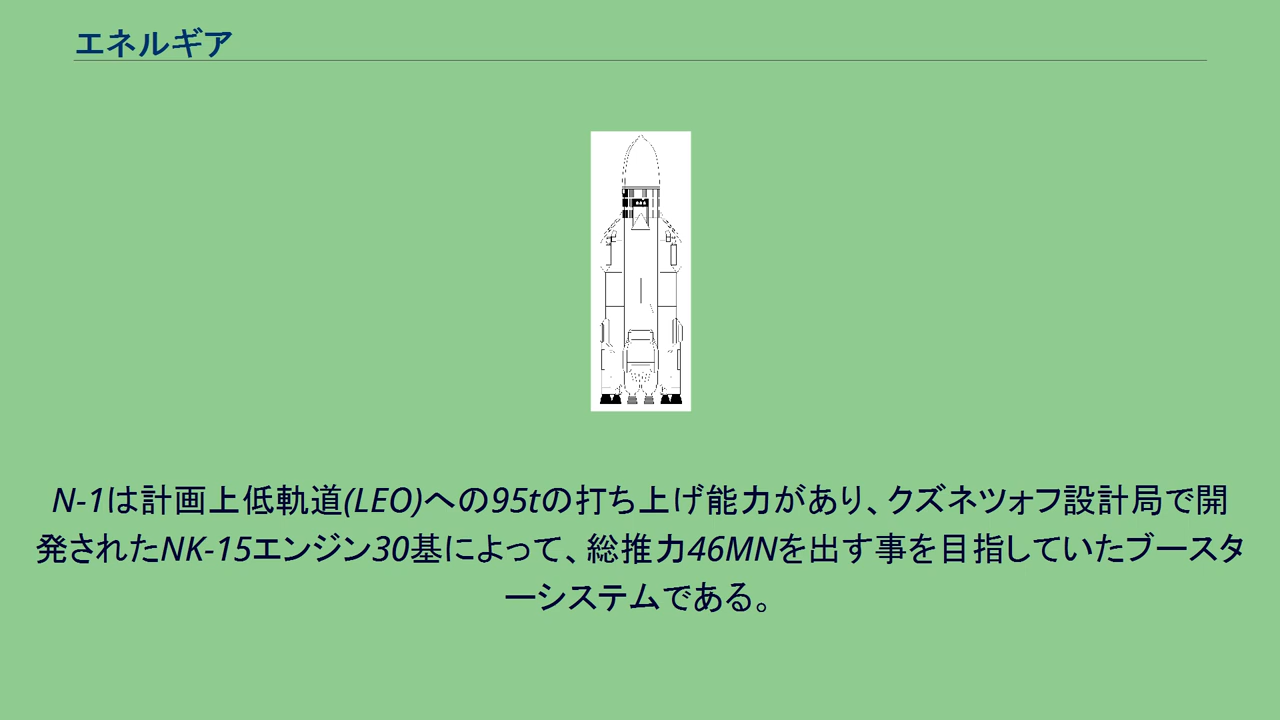 エネルギア
N-1は計画上低軌道(LEO)への95tの打ち上げ能力があり、クズネツォフ設計局で開
発されたNK-15エンジン30基によって、総推力46MNを出す事を目指していたブースタ
ーシステムである。